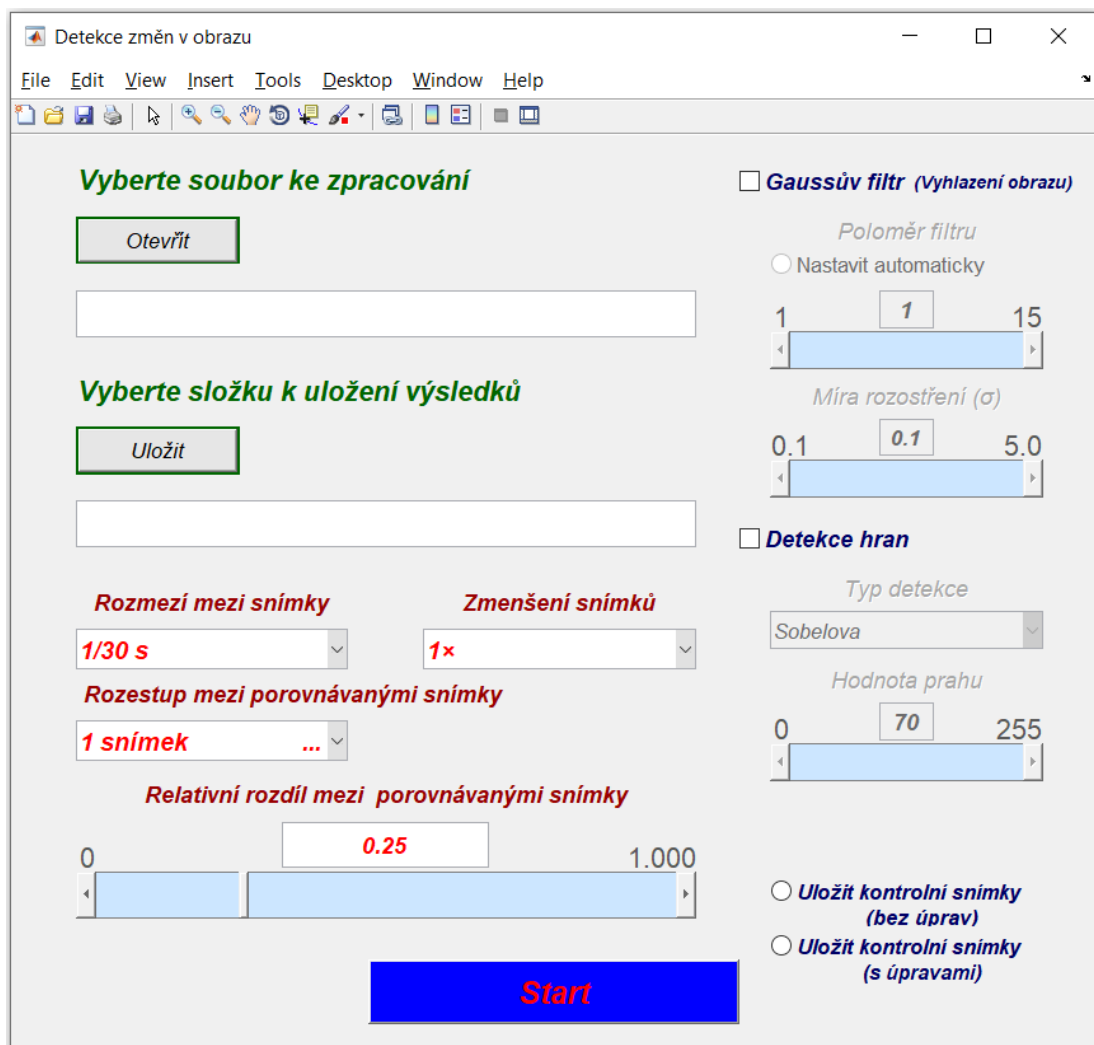 Detekce změn v obrazu
File Edit View Insert Tools Desktop Window Help
Vyberte soubor ke zpracování
Otevřít
Vyberte složku k uložení výsledků
Uložit
Rozmezí mezi snímky
1/30 s
Zmenšení snímků
1×
Rozestup mezi porovnávanými snímky
1 snímek ...
Relativní rozdíl mezi porovnávanými snímky
0.25
0 1.000
Start
Gaussův filtr (Vyhlazení obrazu)
Poloměr filtru
Nastavit automaticky
1
1 15
Míra rozostření (σ)
0.1
0.1 5.0
Detekce hran
Typ detekce
Sobelova
Hodnota prahu
70
0 255
Uložit kontrolní snímky
(bez úprav)
Uložit kontrolní snímky
(s úpravami)